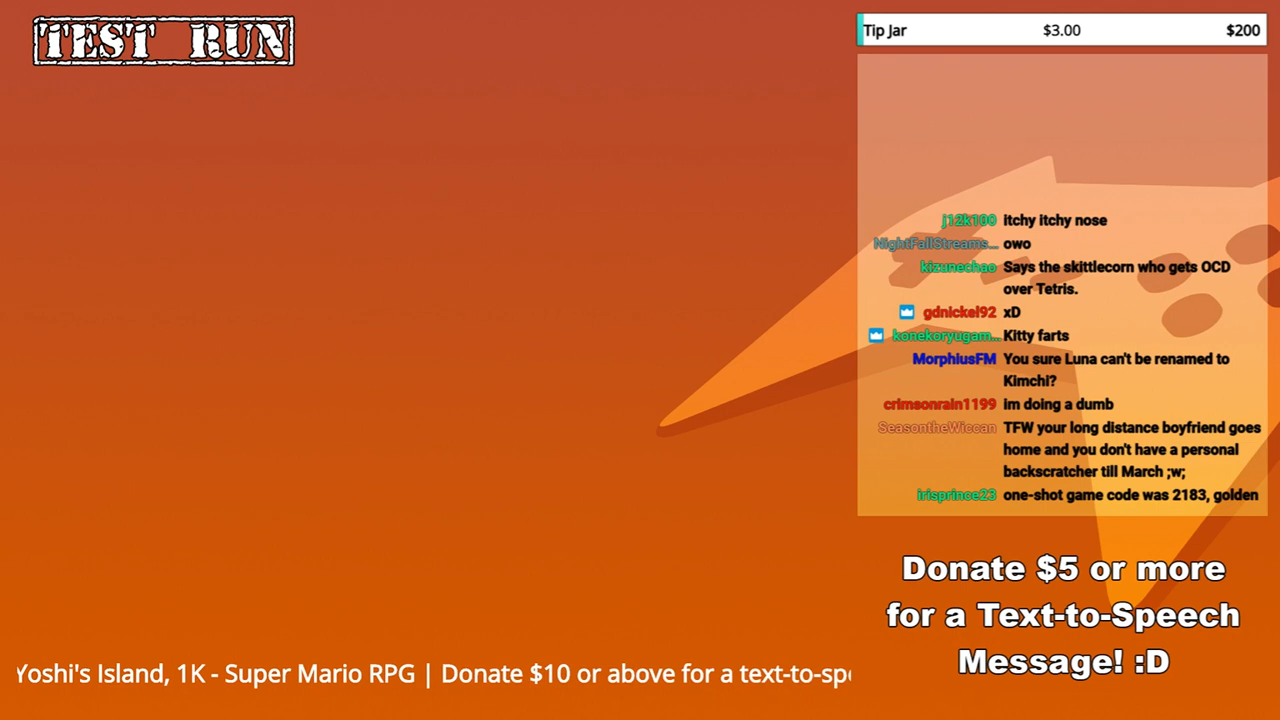 TEST RUN
Tip Jar $3.00 $200
j12k100 itchy itchy nose
NightFallStreams... owo
kizunechao Says the skittlecorn who gets OCD
over Tetris.
gdnickel92 xD
konekoryugam... Kitty farts
MorphiusFM You sure Luna can't be renamed to
Kimchi?
crimsonrain1199 im doing a dumb
SeasontheWiccan TFW your long distance boyfriend goes
home and you don't have a personal
backscratcher till March ;w;
irisprince23 one-shot game code was 2183, golden
Donate $5 or more
for a Text-to-Speech
Message! :D
Yoshi's Island, 1K - Super Mario RPG | Donate $10 or above for a text-to-spe